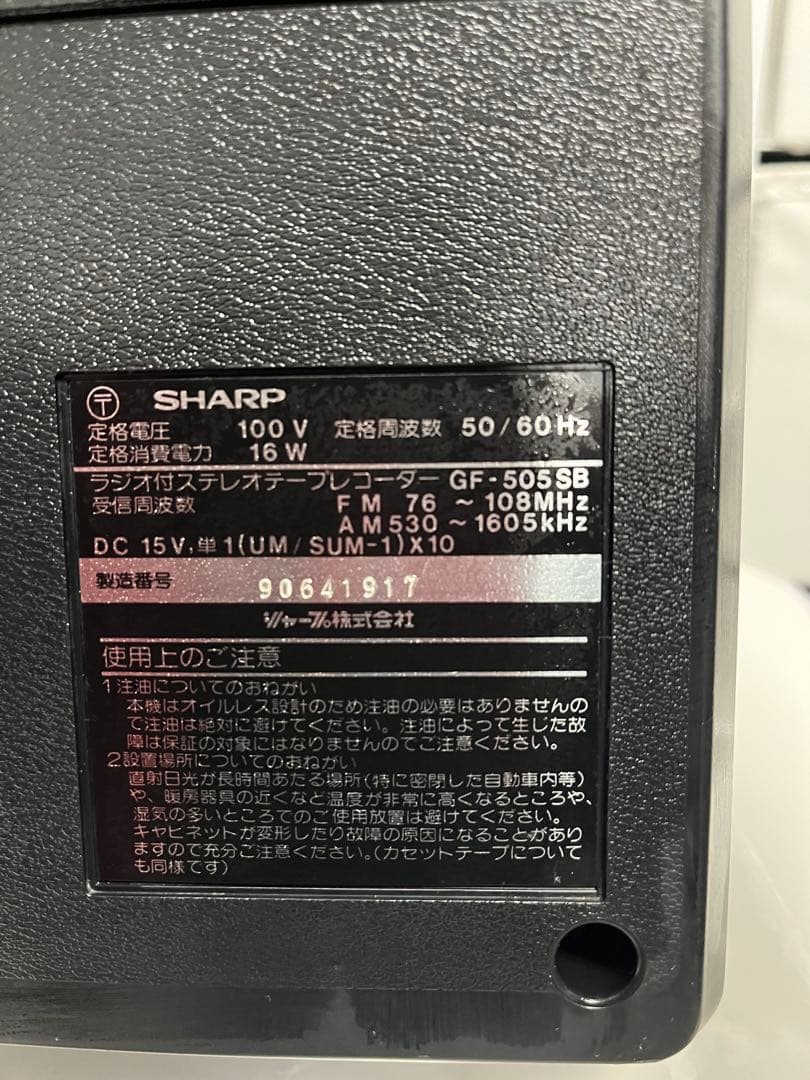 〒 SHARP
定格電圧 100V 定格周波数 50/60Hz
定格消費電力 16W
ラジオ付ステレオテープレコーダー GF-505SB
受信周波数 FM 76 ~ 108MHz
AM 530 ~ 1605kHz
DC 15V, 単1(UM/SUM-1)X10
製造番号 90641917
シャープ株式会社
使用上のご注意
1注油についてのおねがい
本機はオイルレス設計のため注油の必要はありませんの
で注油は絶対に避けてください。注油によって生じた故
障は保証の対象にはなりませんのでご注意ください。
2設置場所についてのおねがい
直射日光が長時間あたる場所(特に密閉した自動車内等)
や、暖房器具の近くなど温度が非常に高くなるところや、
湿気の多いところでのご使用放置は避けてください。
キャビネットが変形したり故障の原因になることがあり
ますので充分ご注意ください。(カセットテープについて
も同様です)